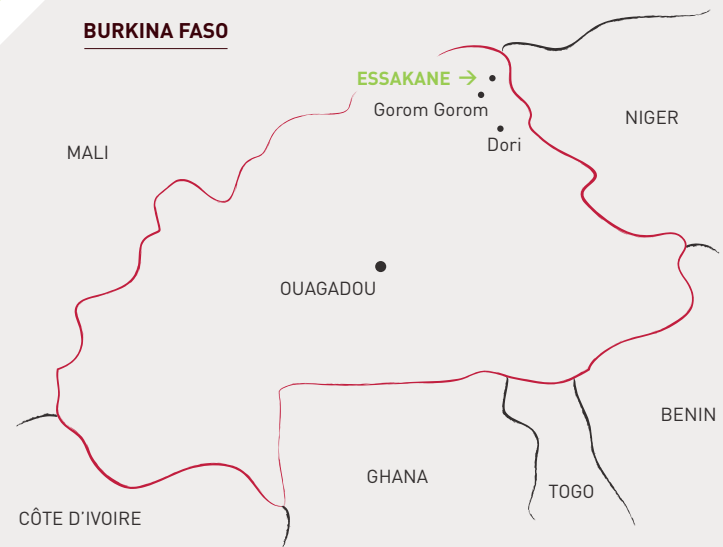 BURKINA FASO
ESSAKANE →
Gorom Gorom
NIGER
Dori
MALI
OUAGADOU
BENIN
GHANA
TOGO
CÔTE D'IVOIRE